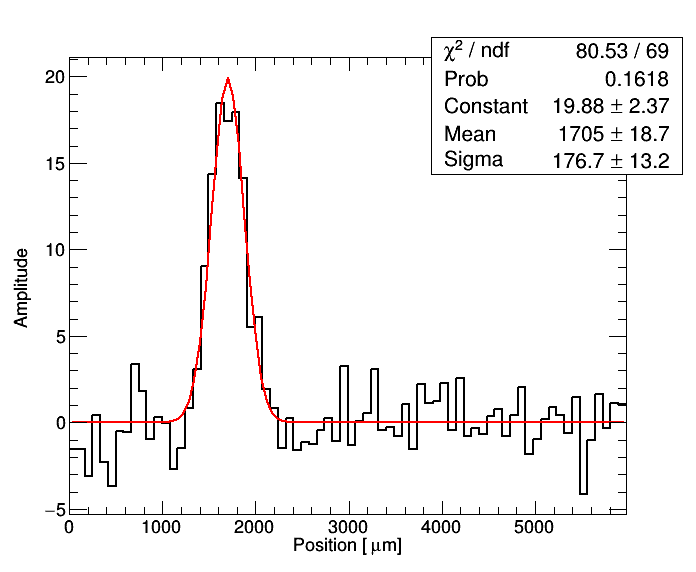 χ² / ndf 80.53 / 69
Prob 0.1618
Constant 19.88 ± 2.37
Mean 1705 ± 18.7
Sigma 176.7 ± 13.2
20
15
10
5
0
−5
Amplitude
0 1000 2000 3000 4000 5000
Position [ μm]